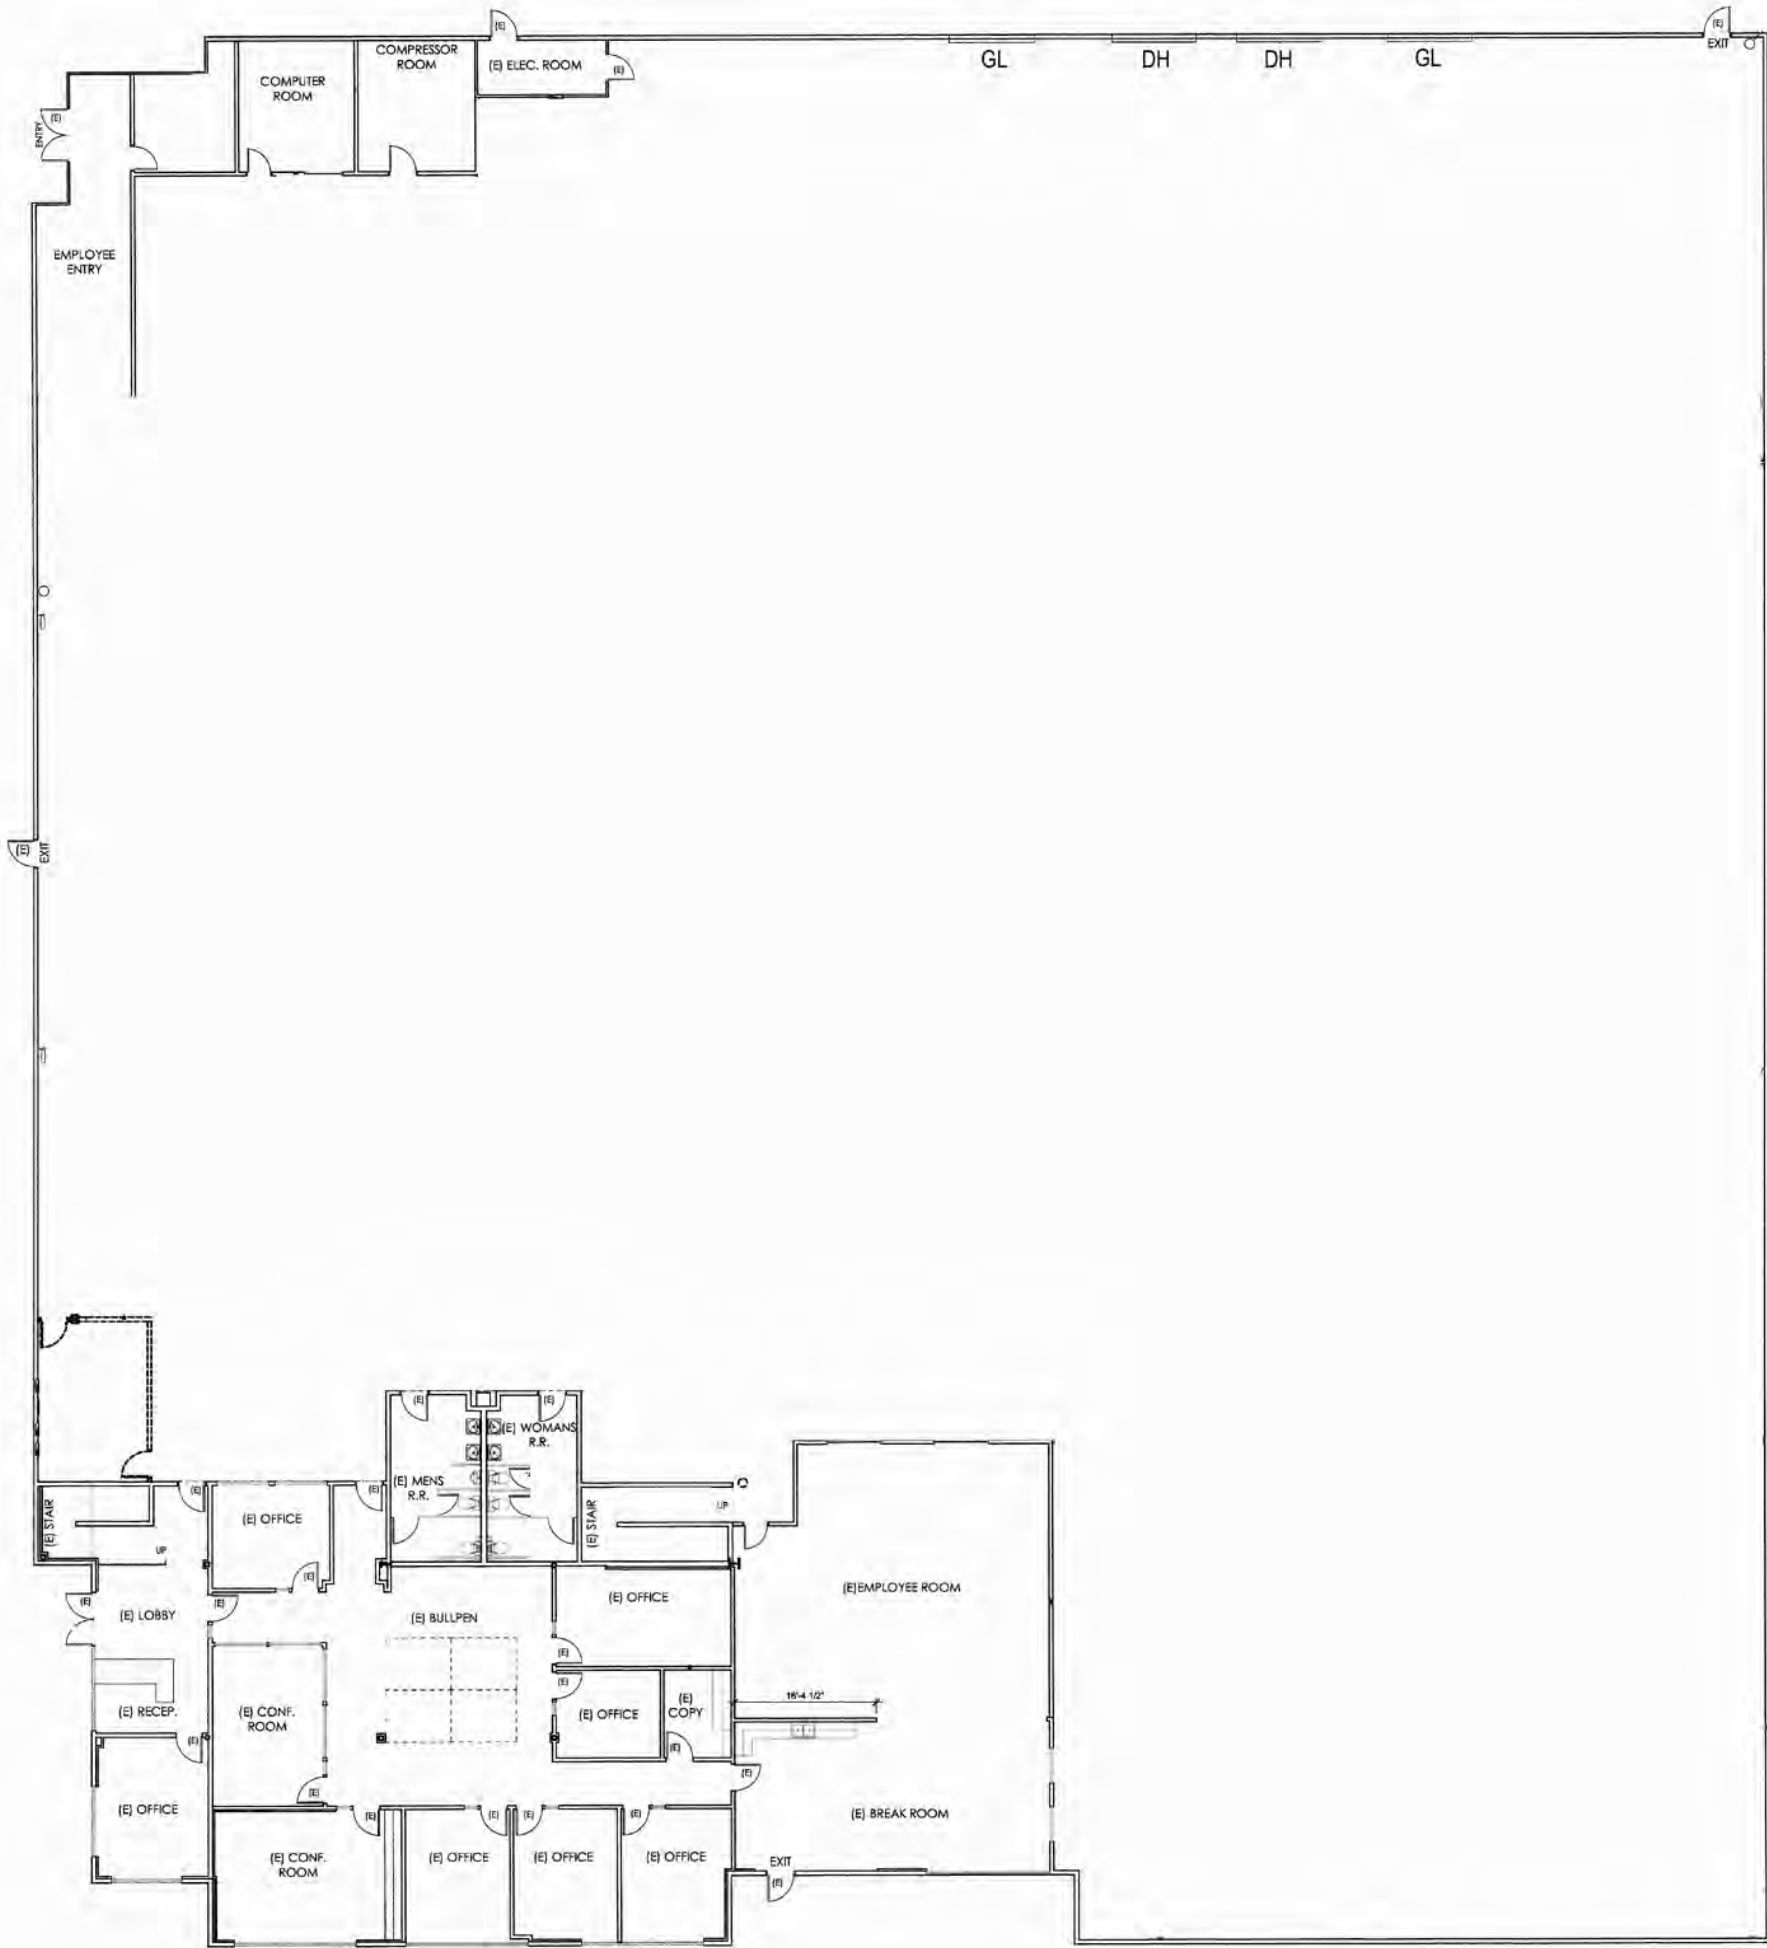 (E)
(E)
EXIT
COMPUTER
ROOM
COMPRESSOR
ROOM
(E) ELEC. ROOM
(E)
GL
DH
DH
GL
ENTRY
(E)
EMPLOYEE
ENTRY
(E)
EXIT
(E)
(E)
(E) WOMANS
R.R.
(E) MENS
R.R.
(E)
(E)
(E) STAIR
UP
(E) OFFICE
(E) STAIR
UP
(E)
(E)
(E) LOBBY
(E)
(E) BULLPEN
(E) OFFICE
(E)EMPLOYEE ROOM
(E)
(E)
(E) RECEP.
(E) CONF.
ROOM
(E) OFFICE
(E)
COPY
16'-4 1/2"
(E)
(E)
(E)
(E)
(E) OFFICE
(E)
(E)
(E)
(E)
(E) BREAK ROOM
(E) CONF.
ROOM
(E) OFFICE
(E) OFFICE
(E) OFFICE
EXIT
(E)